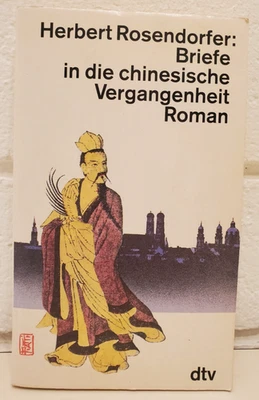 Herbert Rosendorfer:
Briefe
in die chinesische
Vergangenheit
Roman
dtv